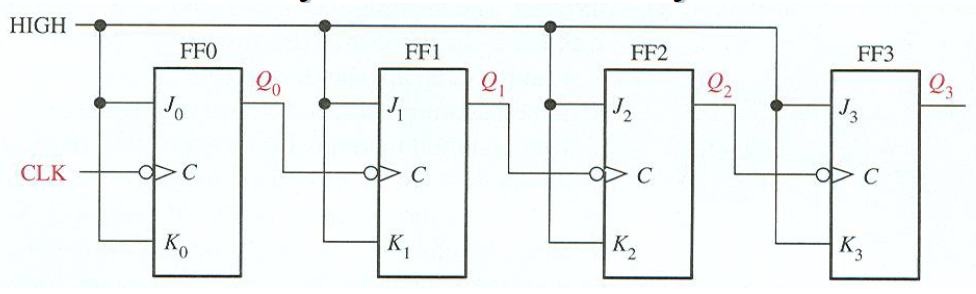 HIGH
FF0 FF1 FF2 FF3
J0 Q0 J1 Q1 J2 Q2 J3 Q3
CLK C C C C
K0 K1 K2 K3